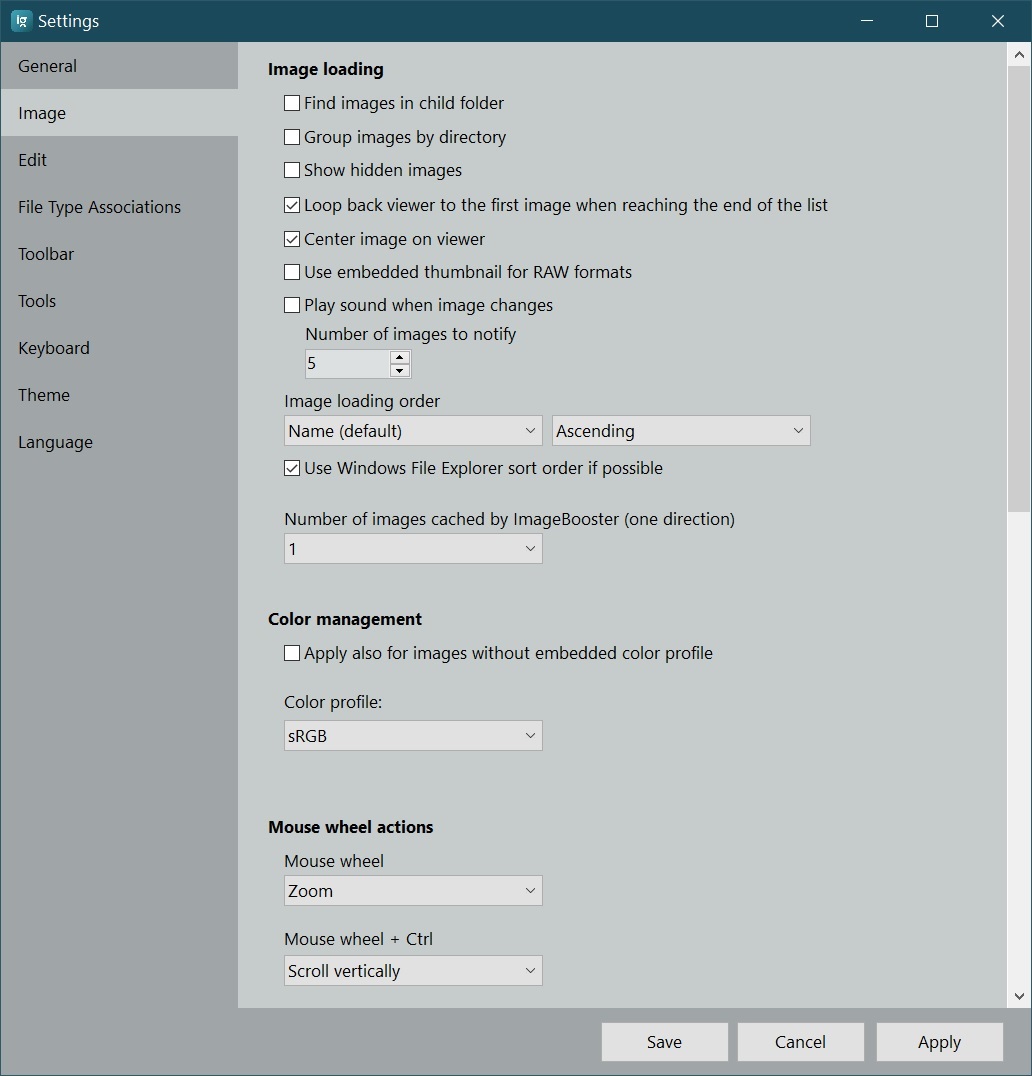 Ig Settings
General
Image
Edit
File Type Associations
Toolbar
Tools
Keyboard
Theme
Language
Image loading
Find images in child folder
Group images by directory
Show hidden images
Loop back viewer to the first image when reaching the end of the list
Center image on viewer
Use embedded thumbnail for RAW formats
Play sound when image changes
Number of images to notify
5
Image loading order
Name (default) Ascending
Use Windows File Explorer sort order if possible
Number of images cached by ImageBooster (one direction)
1
Color management
Apply also for images without embedded color profile
Color profile:
sRGB
Mouse wheel actions
Mouse wheel
Zoom
Mouse wheel + Ctrl
Scroll vertically
Save Cancel Apply